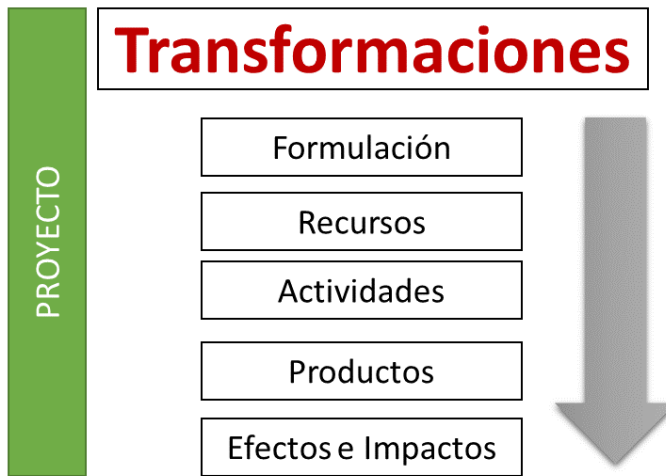 PROYECTO
Transformaciones
Formulación
Recursos
Actividades
Productos
Efectos e Impactos